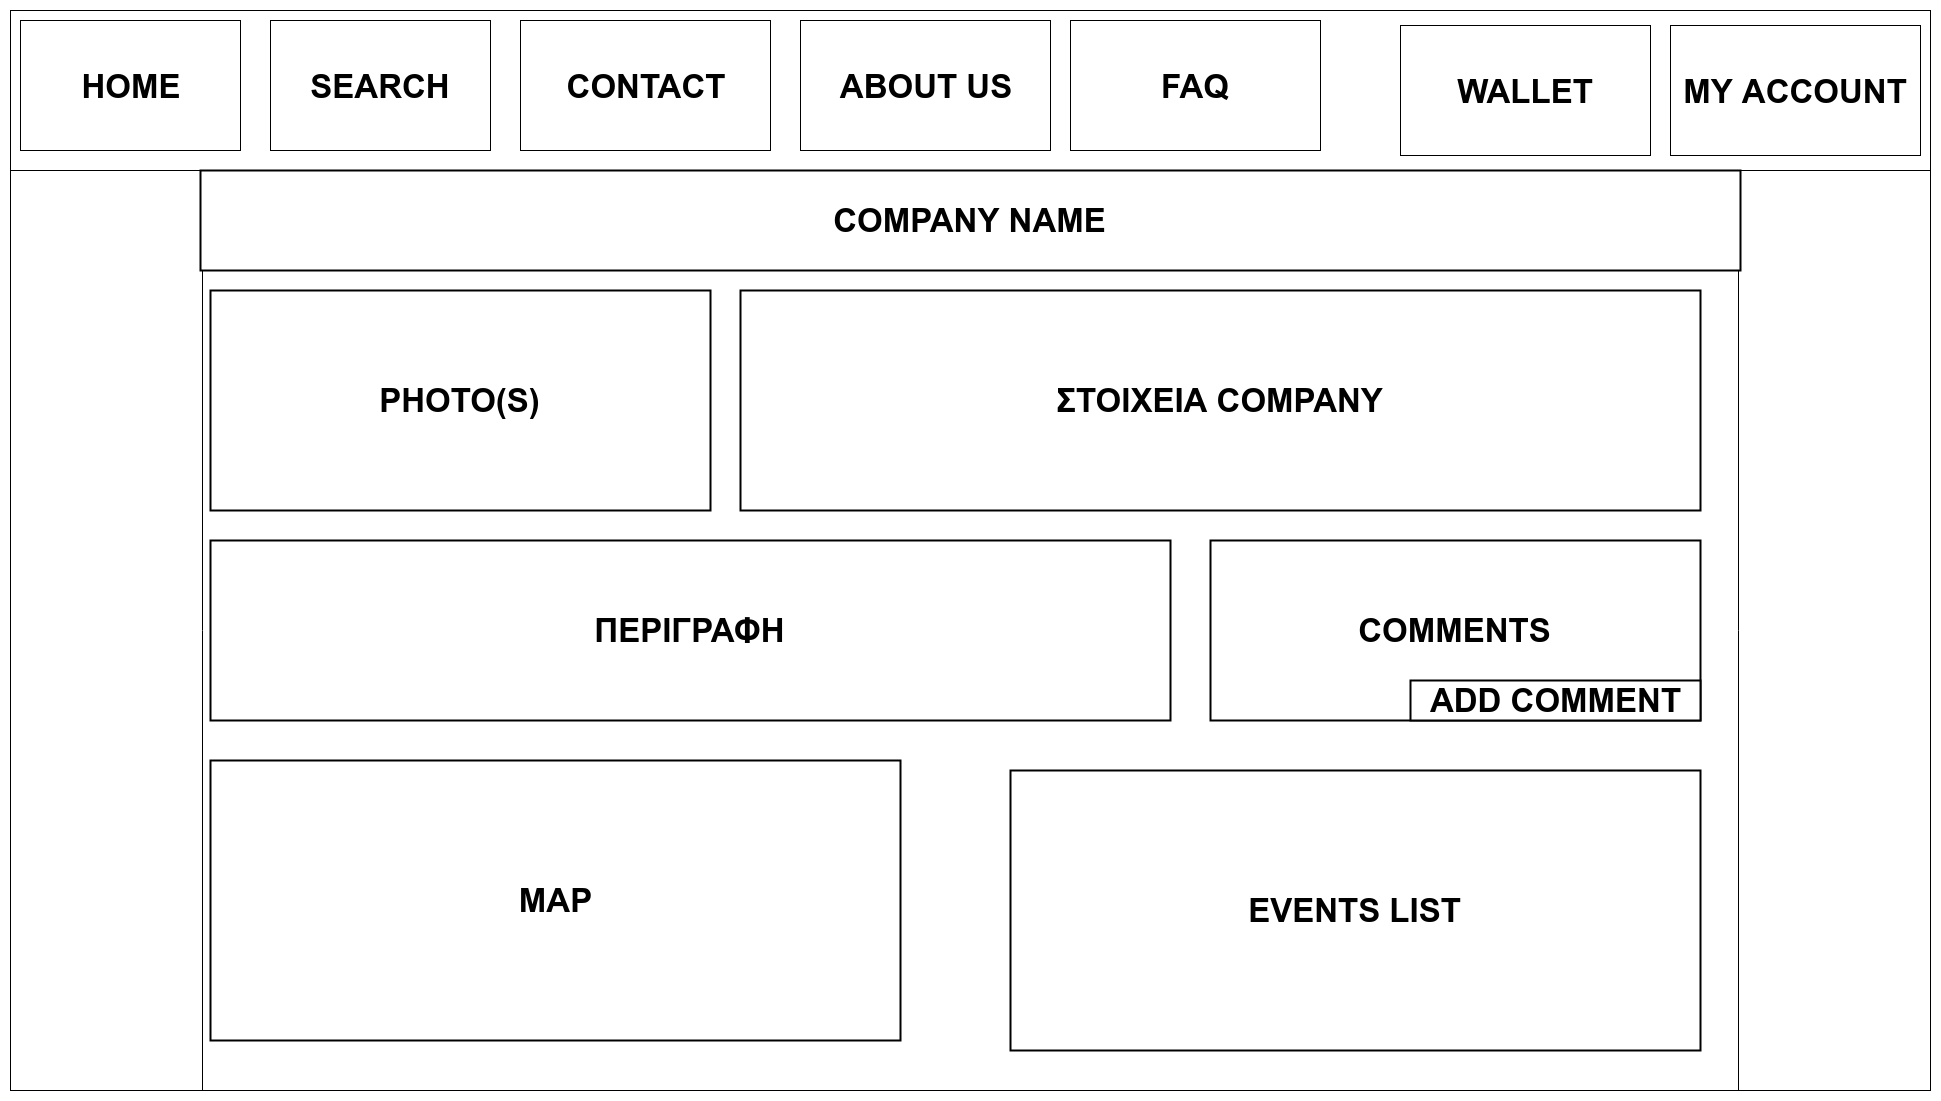 HOME
SEARCH
CONTACT
ABOUT US
FAQ
WALLET
MY ACCOUNT
COMPANY NAME
PHOTO(S)
ΣΤΟΙΧΕΙΑ COMPANY
ΠΕΡΙΓΡΑΦΗ
COMMENTS
ADD COMMENT
MAP
EVENTS LIST